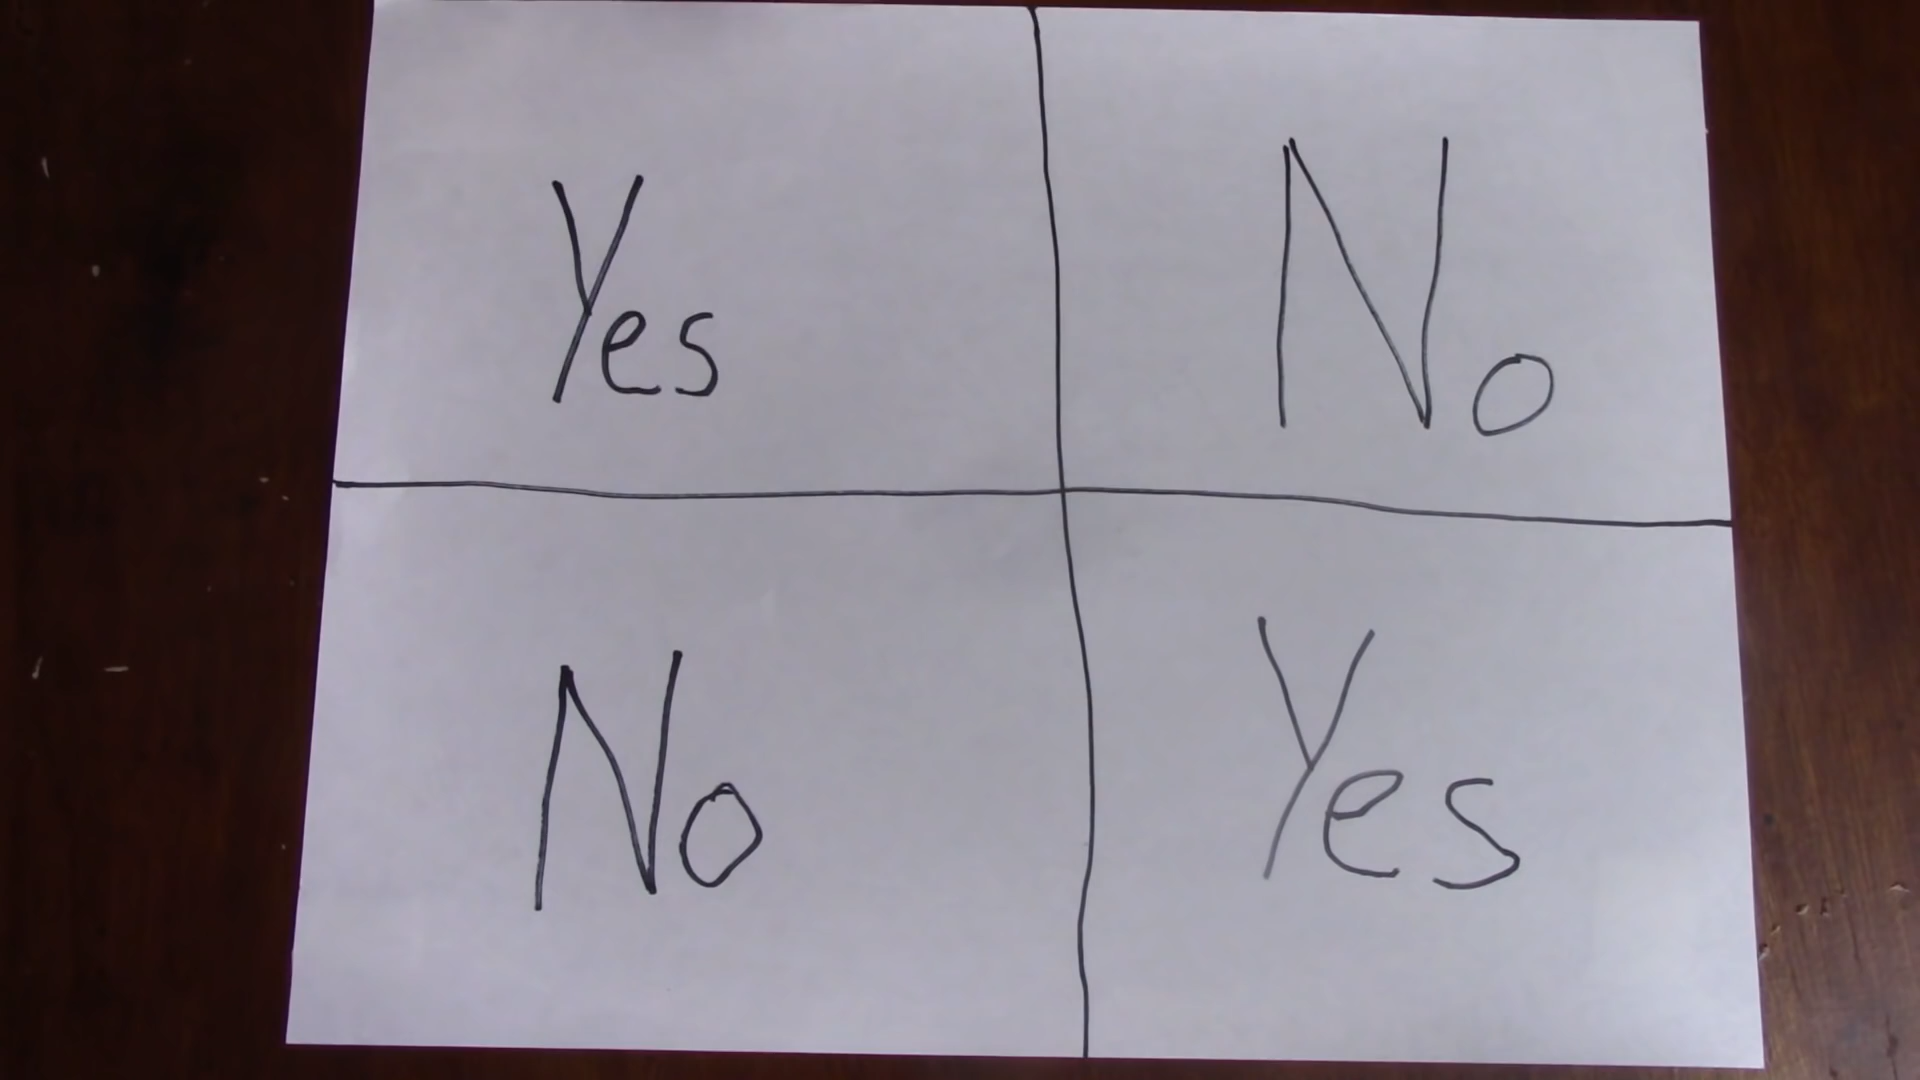 Yes No
No Yes